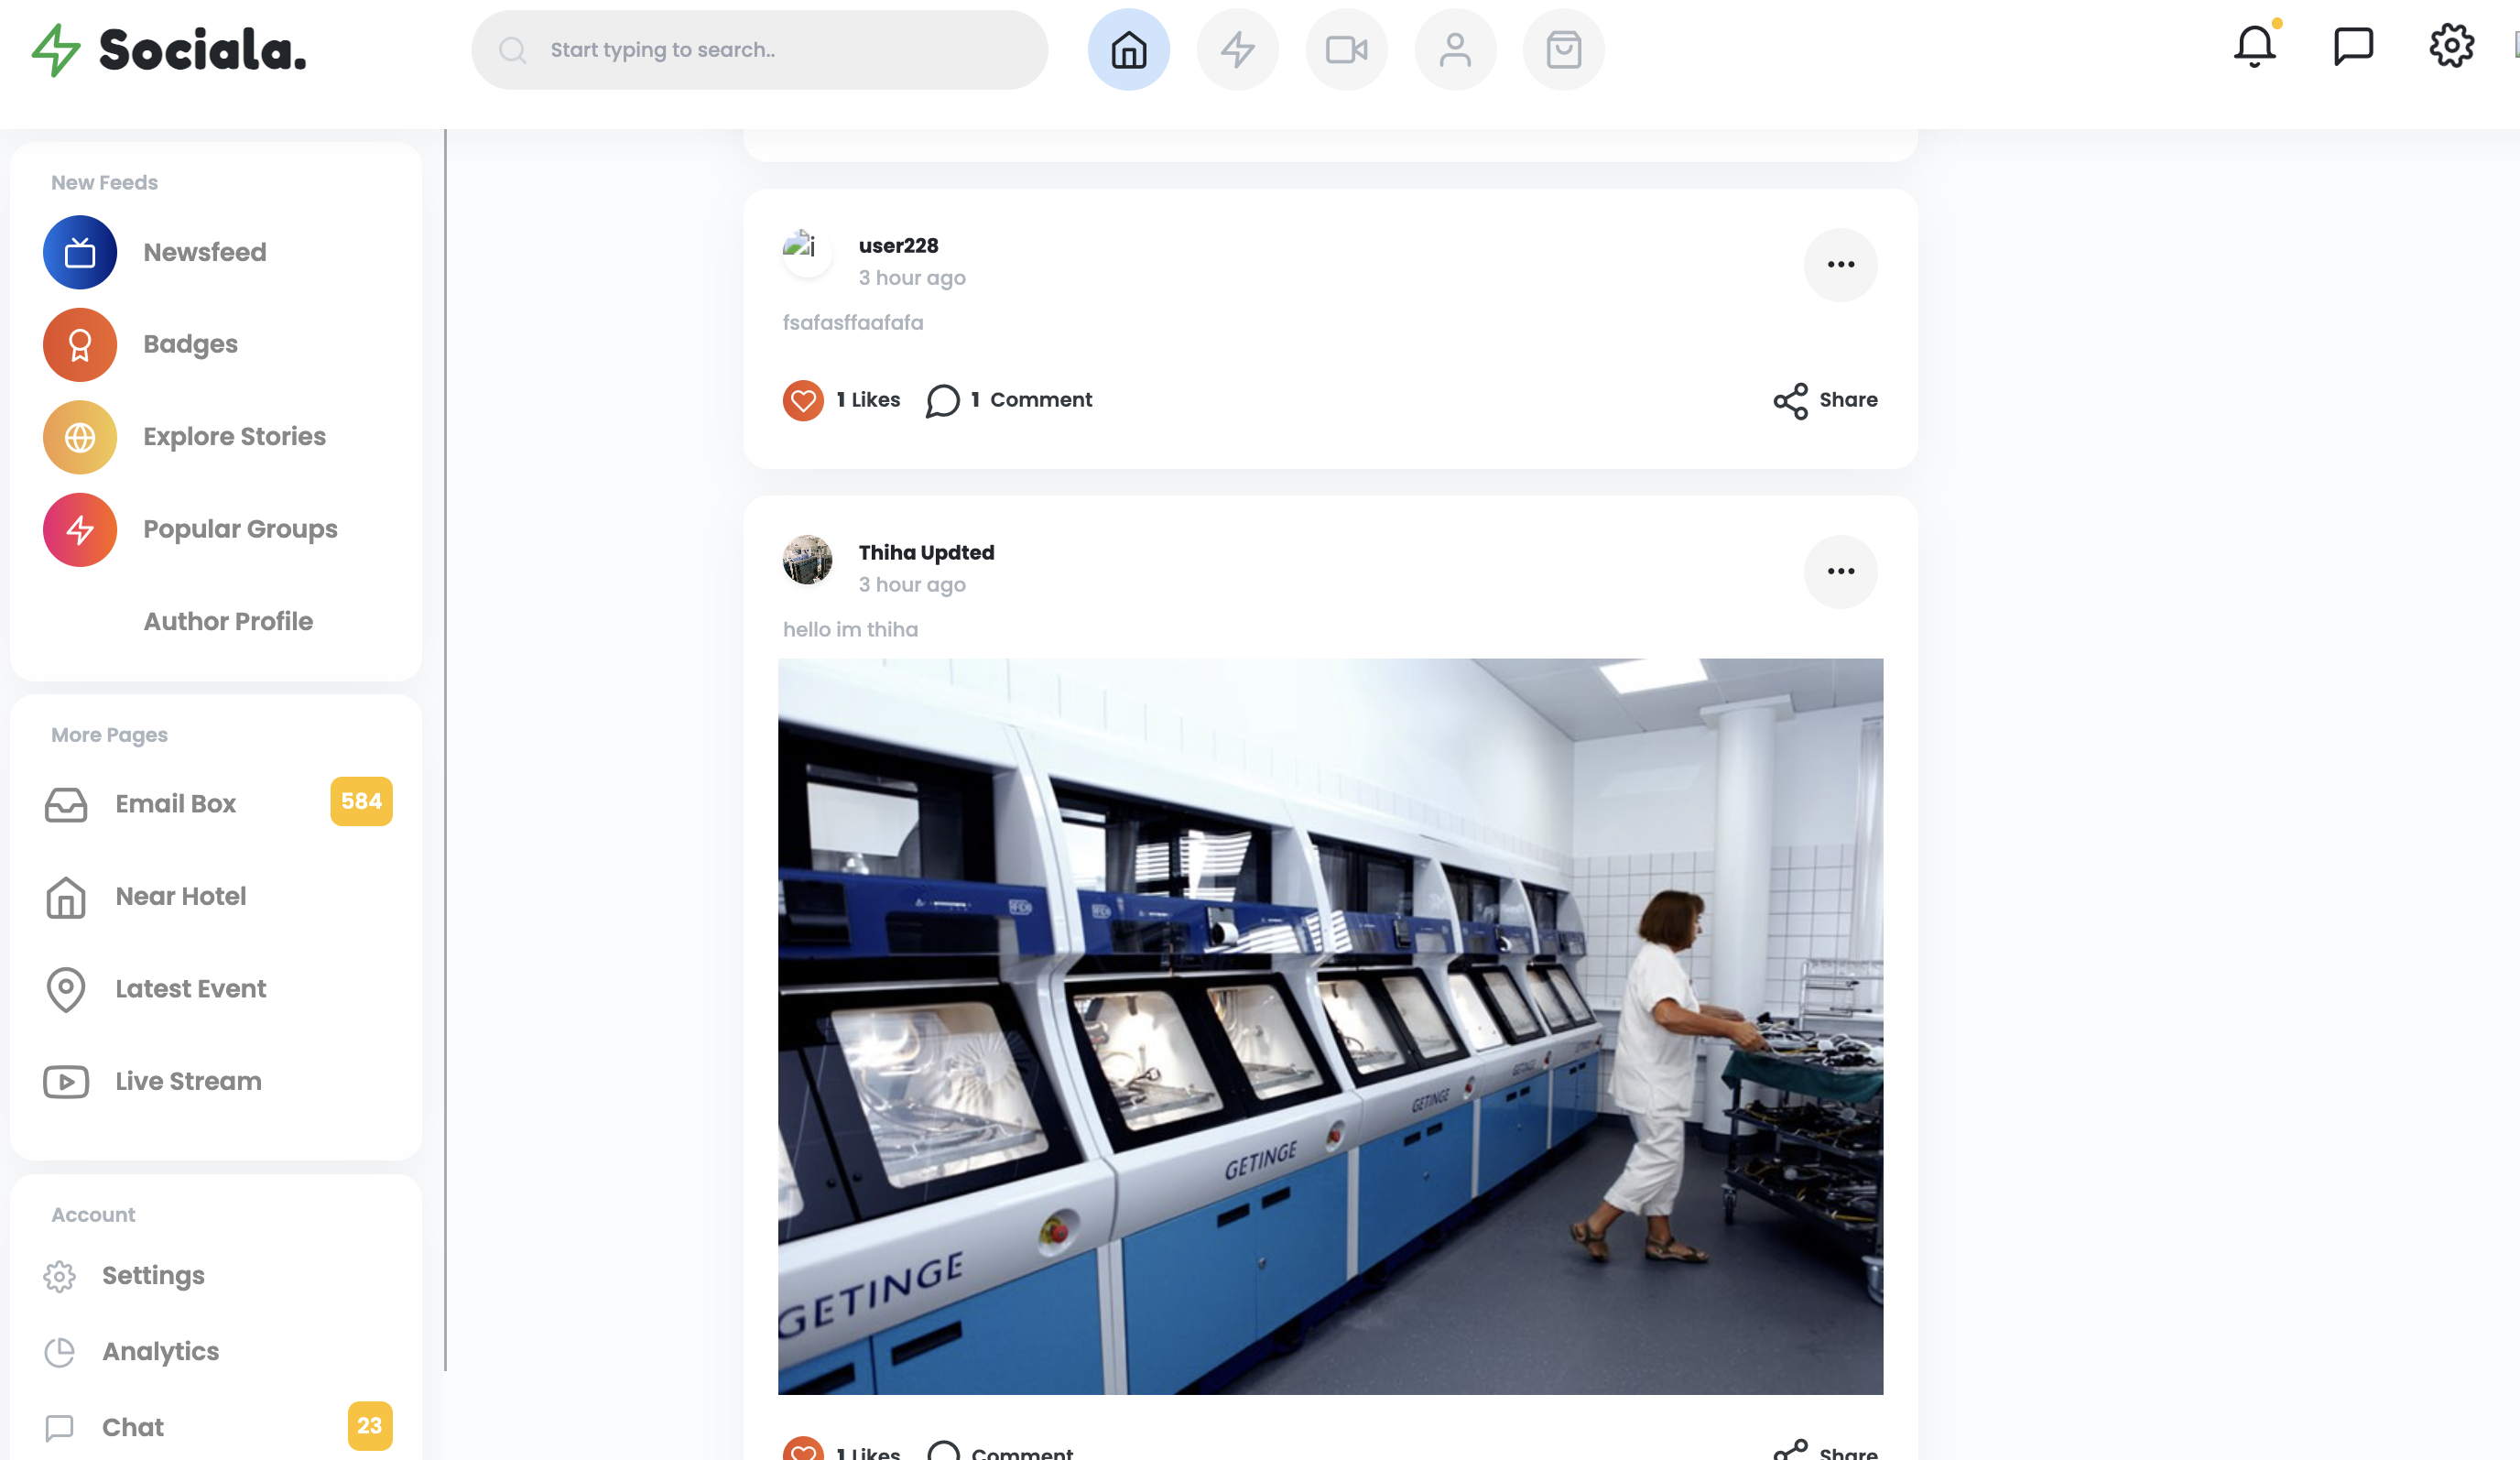 Sociala.
Start typing to search..
New Feeds
Newsfeed
Badges
Explore Stories
Popular Groups
Author Profile
More Pages
Email Box 584
Near Hotel
Latest Event
Live Stream
Account
Settings
Analytics
Chat 23
i
user228
3 hour ago
fsafasffaafafa
1 Likes 1 Comment Share
Thiha Updted
3 hour ago
hello im thiha
GETINGE
GETINGE
GETINGE
GETINGE
1 Likes Comment Share